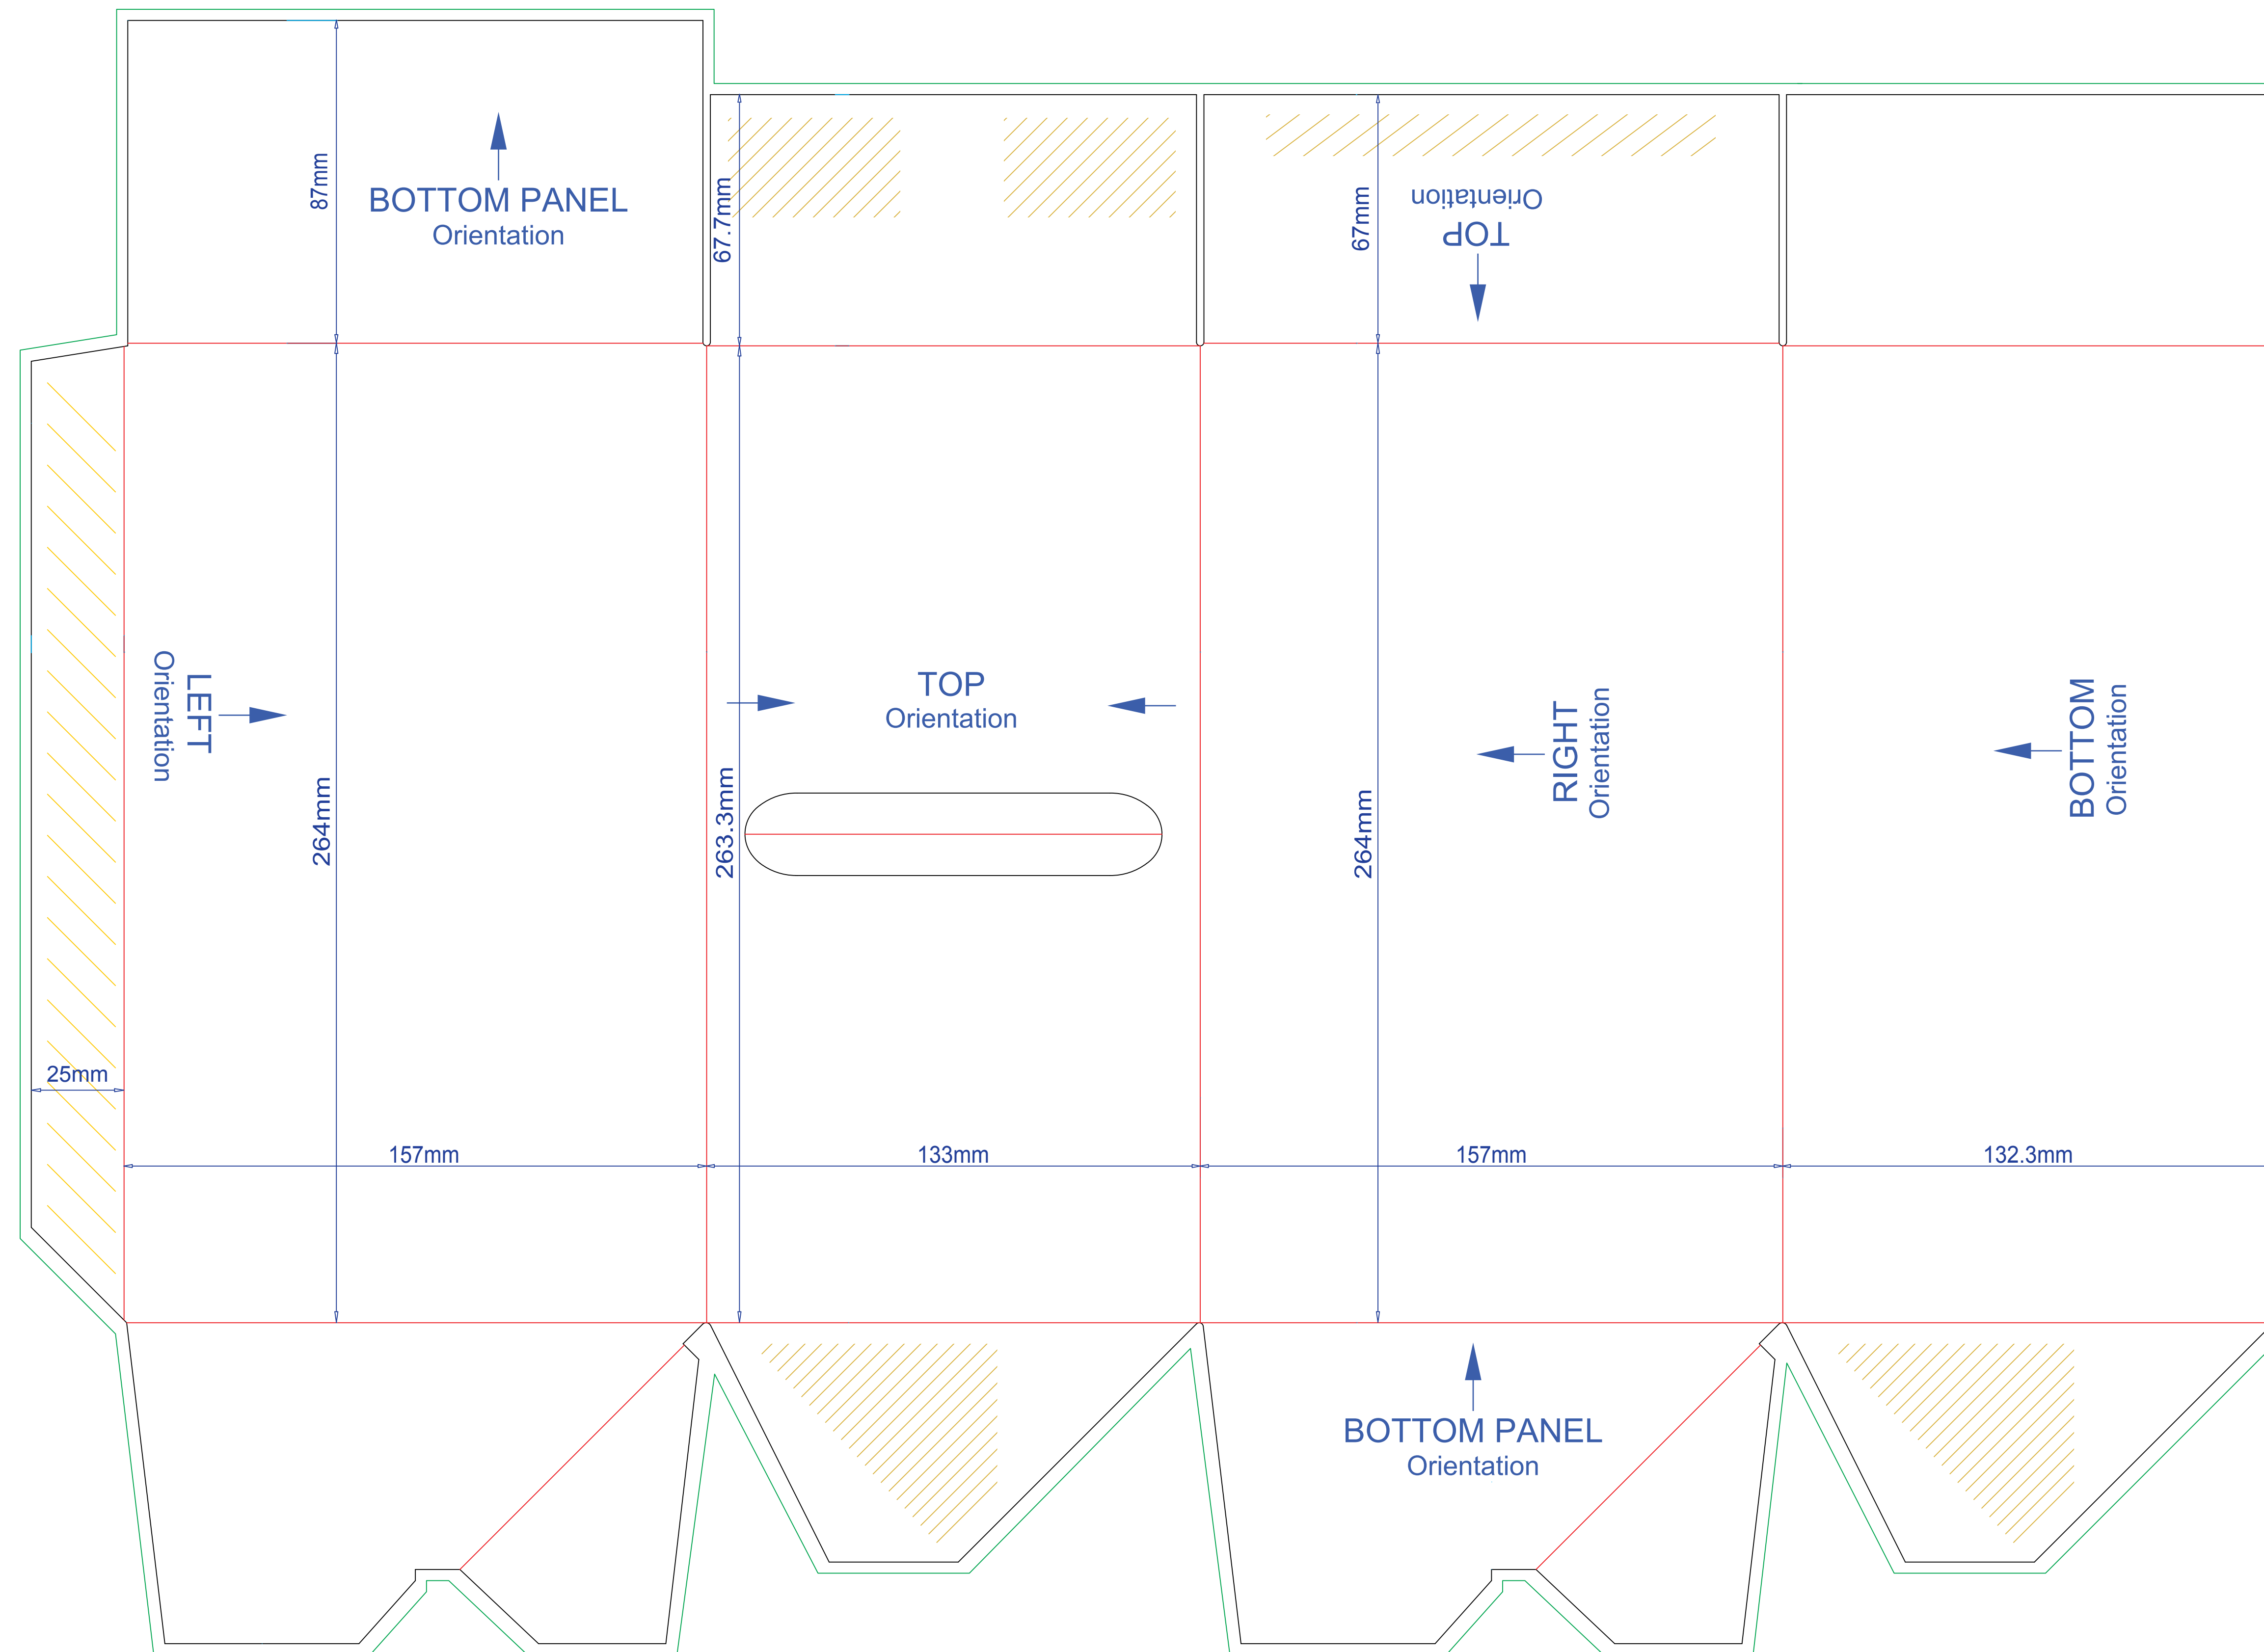 87mm
BOTTOM PANEL
Orientation
67.7mm
67mm
Orientation
TOP
LEFT
Orientation
264mm
TOP
Orientation
263.3mm
264mm
RIGHT
Orientation
BOTTOM
Orientation
25mm
157mm
133mm
157mm
132.3mm
BOTTOM PANEL
Orientation